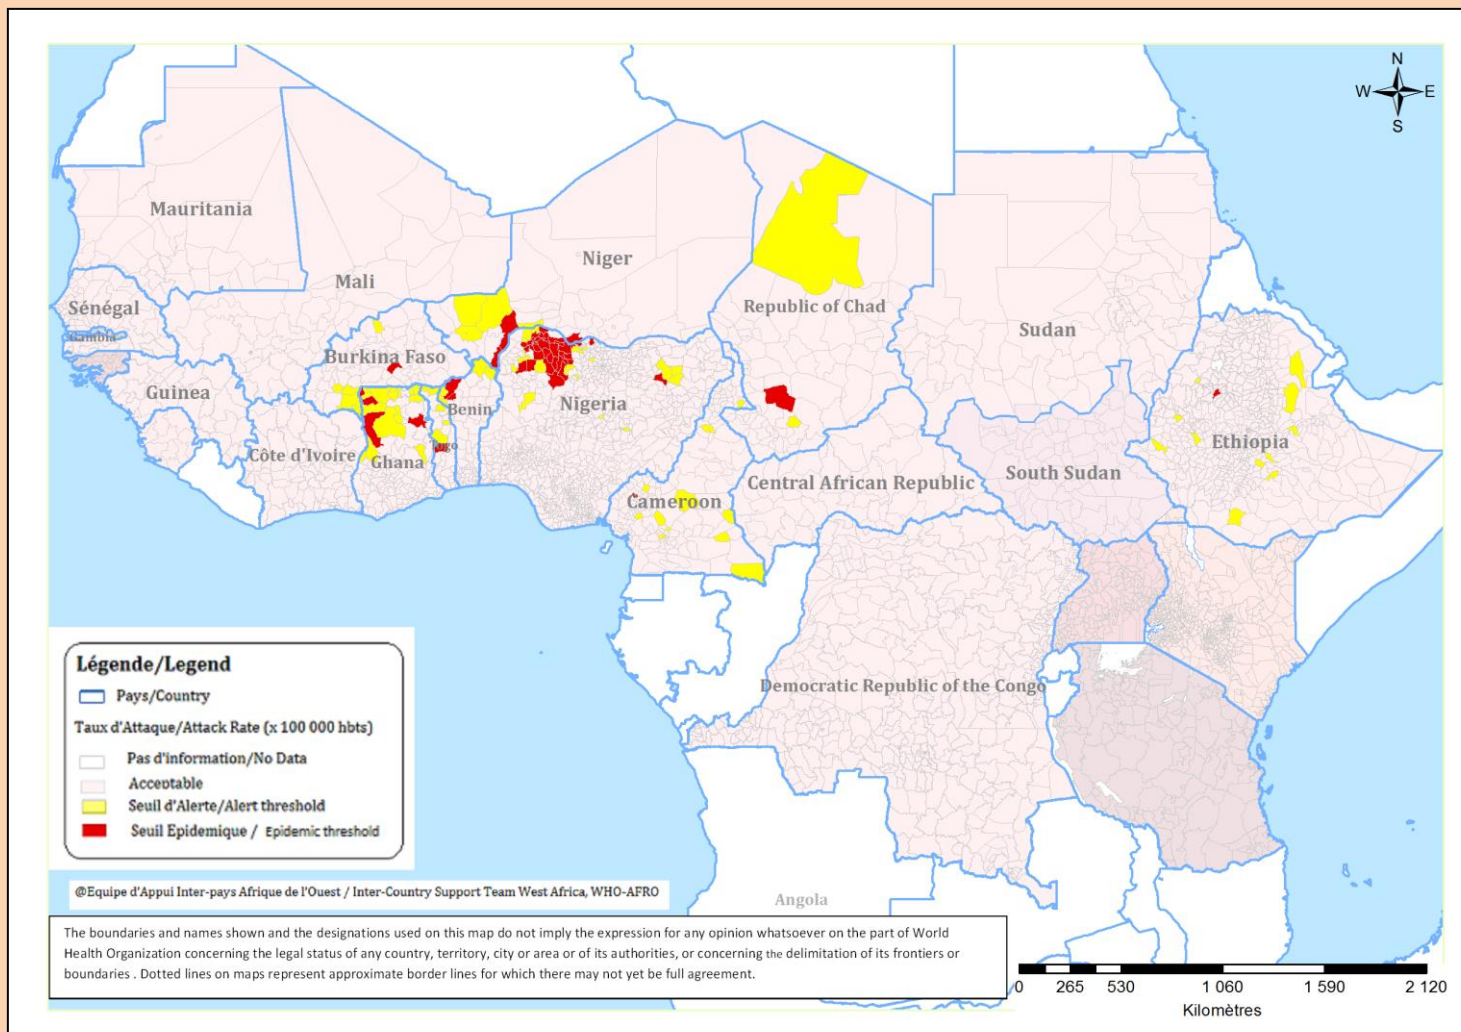 N
W E
S
Mauritania
Niger
Mali
Republic of Chad
Sénégal
Sudan
Gambia
Burkina Faso
Guinea
Benin
Nigeria
Ethiopia
Côte d'Ivoire
Ghana
Togo
South Sudan
Central African Republic
Cameroon
Democratic Republic of the Congo
Angola
Légende/Legend
Pays/Country
Taux d'Attaque/Attack Rate (x 100 000 hbts)
Pas d'information/No Data
Acceptable
Seuil d'Alerte/Alert threshold
Seuil Epidemique / Epidemic threshold
@Equipe d'Appui Inter-pays Afrique de l'Ouest / Inter-Country Support Team West Africa, WHO-AFRO
The boundaries and names shown and the designations used on this map do not imply the expression for any opinion whatsoever on the part of World
Health Organization concerning the legal status of any country, territory, city or area or of its authorities, or concerning the delimitation of its frontiers or
boundaries . Dotted lines on maps represent approximate border lines for which there may not yet be full agreement.
0 265 530 1 060 1 590 2 120
Kilomètres